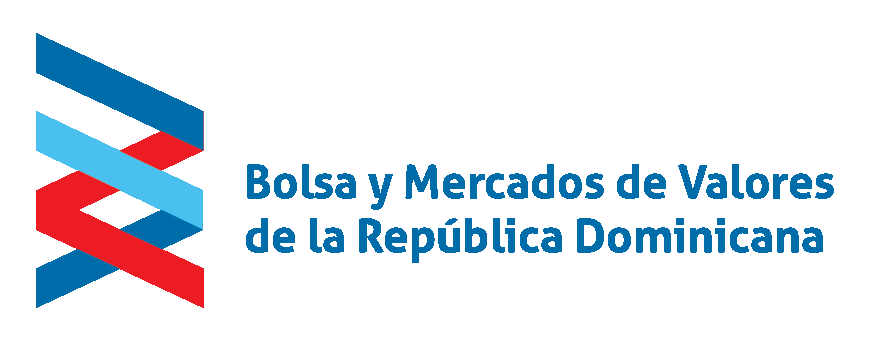 Bolsa y Mercados de Valores
de la República Dominicana